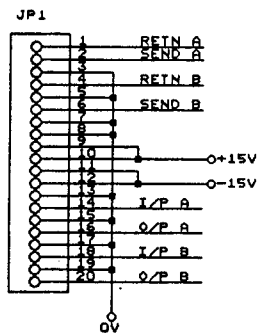 JP1
1 RETN A
2 SEND A
3
4 RETN B
5
6 SEND B
7
8
9
10 +15V
11
12 -15V
13
14 I/P A
15
16 O/P A
17
18 I/P B
19
20 O/P B
0V